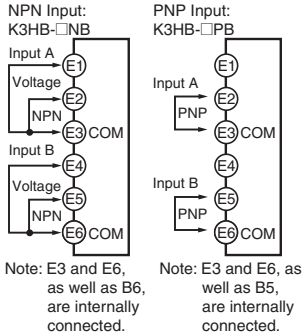 NPN Input:
K3HB-□NB
Input A
E1
Voltage
E2
NPN
E3 COM
Input B
E4
Voltage
E5
NPN
E6 COM
Note: E3 and E6,
as well as B6,
are internally
connected.
PNP Input:
K3HB-□PB
E1
Input A
E2
PNP
E3 COM
E4
Input B
E5
PNP
E6 COM
Note: E3 and E6, as
well as B5,
are internally
connected.